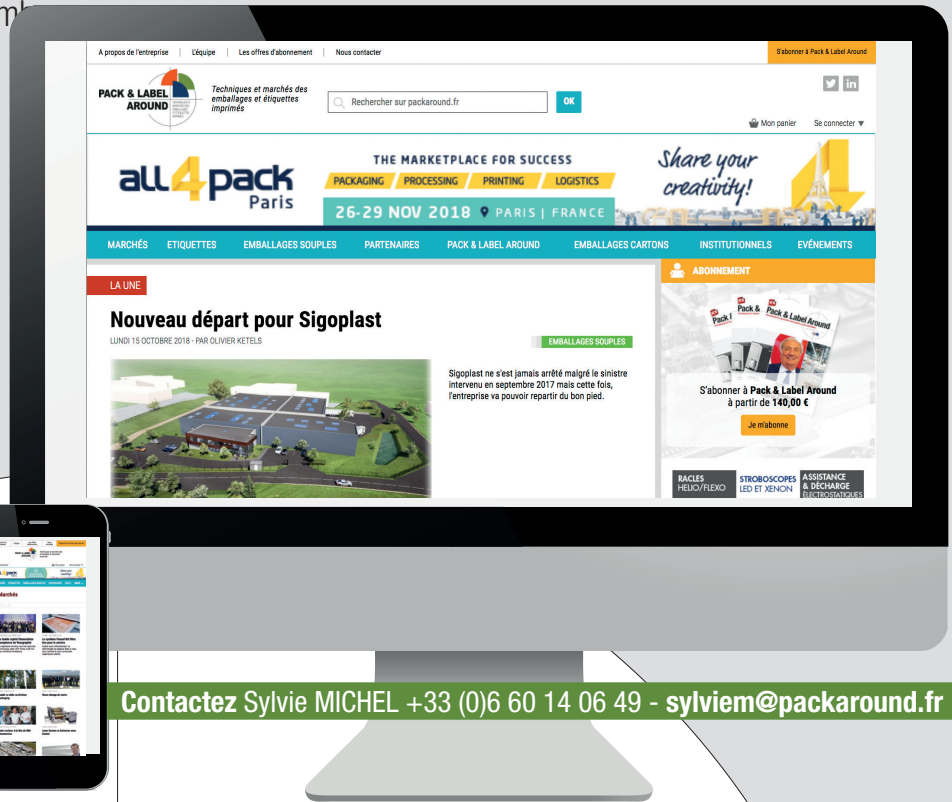 A propos de l'entreprise | L'équipe | Les offres d'abonnement | Nous contacter
S'abonner à Pack & Label Around
PACK & LABEL
AROUND
Techniques et marchés des
emballages et étiquettes
imprimés
Rechercher sur packaround.fr
OK
Mon panier
Se connecter ▼
all4pack
Paris
THE MARKETPLACE FOR SUCCESS
PACKAGING PROCESSING PRINTING LOGISTICS
26-29 NOV 2018 PARIS | FRANCE
Share your
creativity!
MARCHÉS ETIQUETTES EMBALLAGES SOUPLES PARTENAIRES PACK & LABEL AROUND EMBALLAGES CARTONS INSTITUTIONNELS EVÉNEMENTS
LA UNE
Nouveau départ pour Sigoplast
LUNDI 15 OCTOBRE 2018 - PAR OLIVIER KETELS
EMBALLAGES SOUPLES
Sigoplast ne s'est jamais arrêté malgré le sinistre
intervenu en septembre 2017 mais cette fois,
l'entreprise va pouvoir repartir du bon pied.
ABONNEMENT
Pack & Label Around
S'abonner à Pack & Label Around
à partir de 140,00 €
Je m'abonne
RACLES
HELIO/FLEXO
STROBOSCOPES
LED ET XENON
ASSISTANCE
& DÉCHARGE
ÉLECTROSTATIQUES
Marchés
Contactez Sylvie MICHEL +33 (0)6 60 14 06 49 - sylviem@packaround.fr